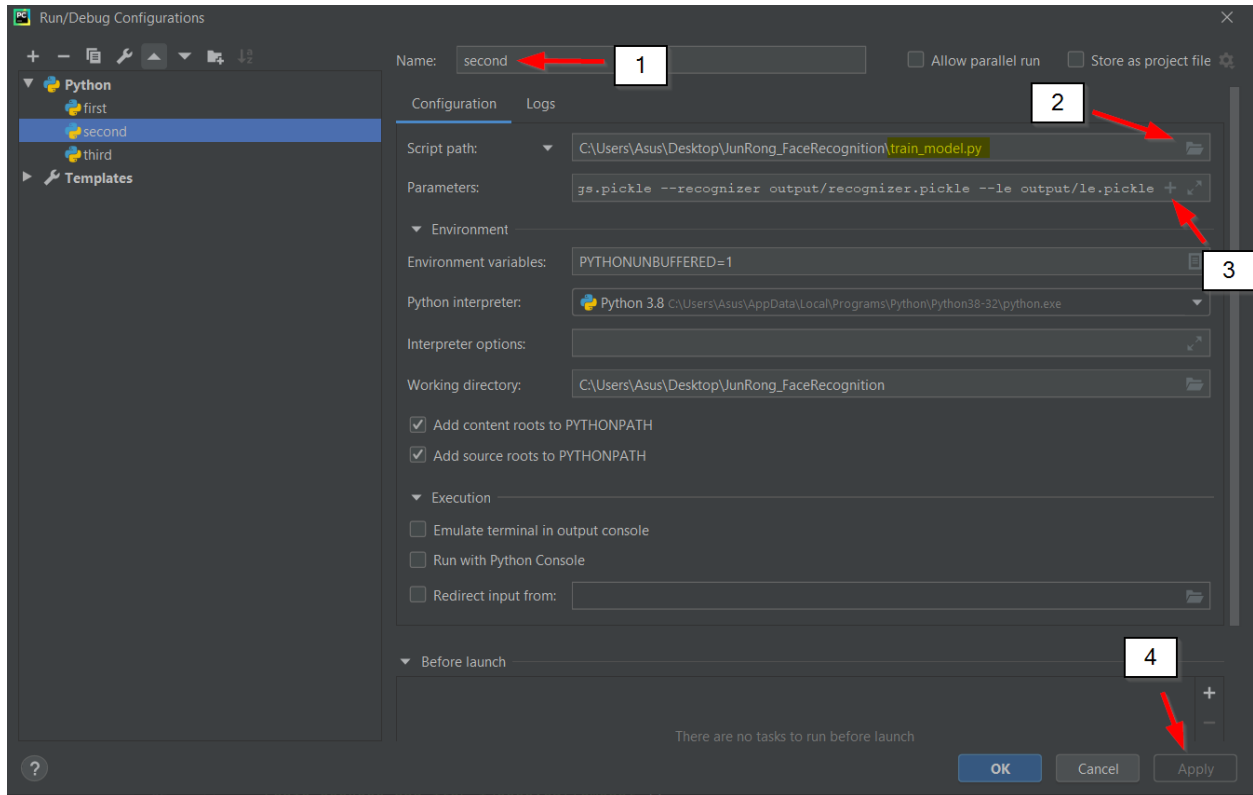 PC Run/Debug Configurations
Name: second 1 Allow parallel run Store as project file
Python
first
second
third
Templates
Configuration Logs
2
Script path: C:\Users\Asus\Desktop\JunRong_FaceRecognition\train_model.py
Parameters: gs.pickle --recognizer output/recognizer.pickle --le output/le.pickle
3
Environment
Environment variables: PYTHONUNBUFFERED=1
Python interpreter: Python 3.8 C:\Users\Asus\AppData\Local\Programs\Python\Python38-32\python.exe
Interpreter options:
Working directory: C:\Users\Asus\Desktop\JunRong_FaceRecognition
Add content roots to PYTHONPATH
Add source roots to PYTHONPATH
Execution
Emulate terminal in output console
Run with Python Console
Redirect input from:
Before launch
4
There are no tasks to run before launch
? OK Cancel Apply